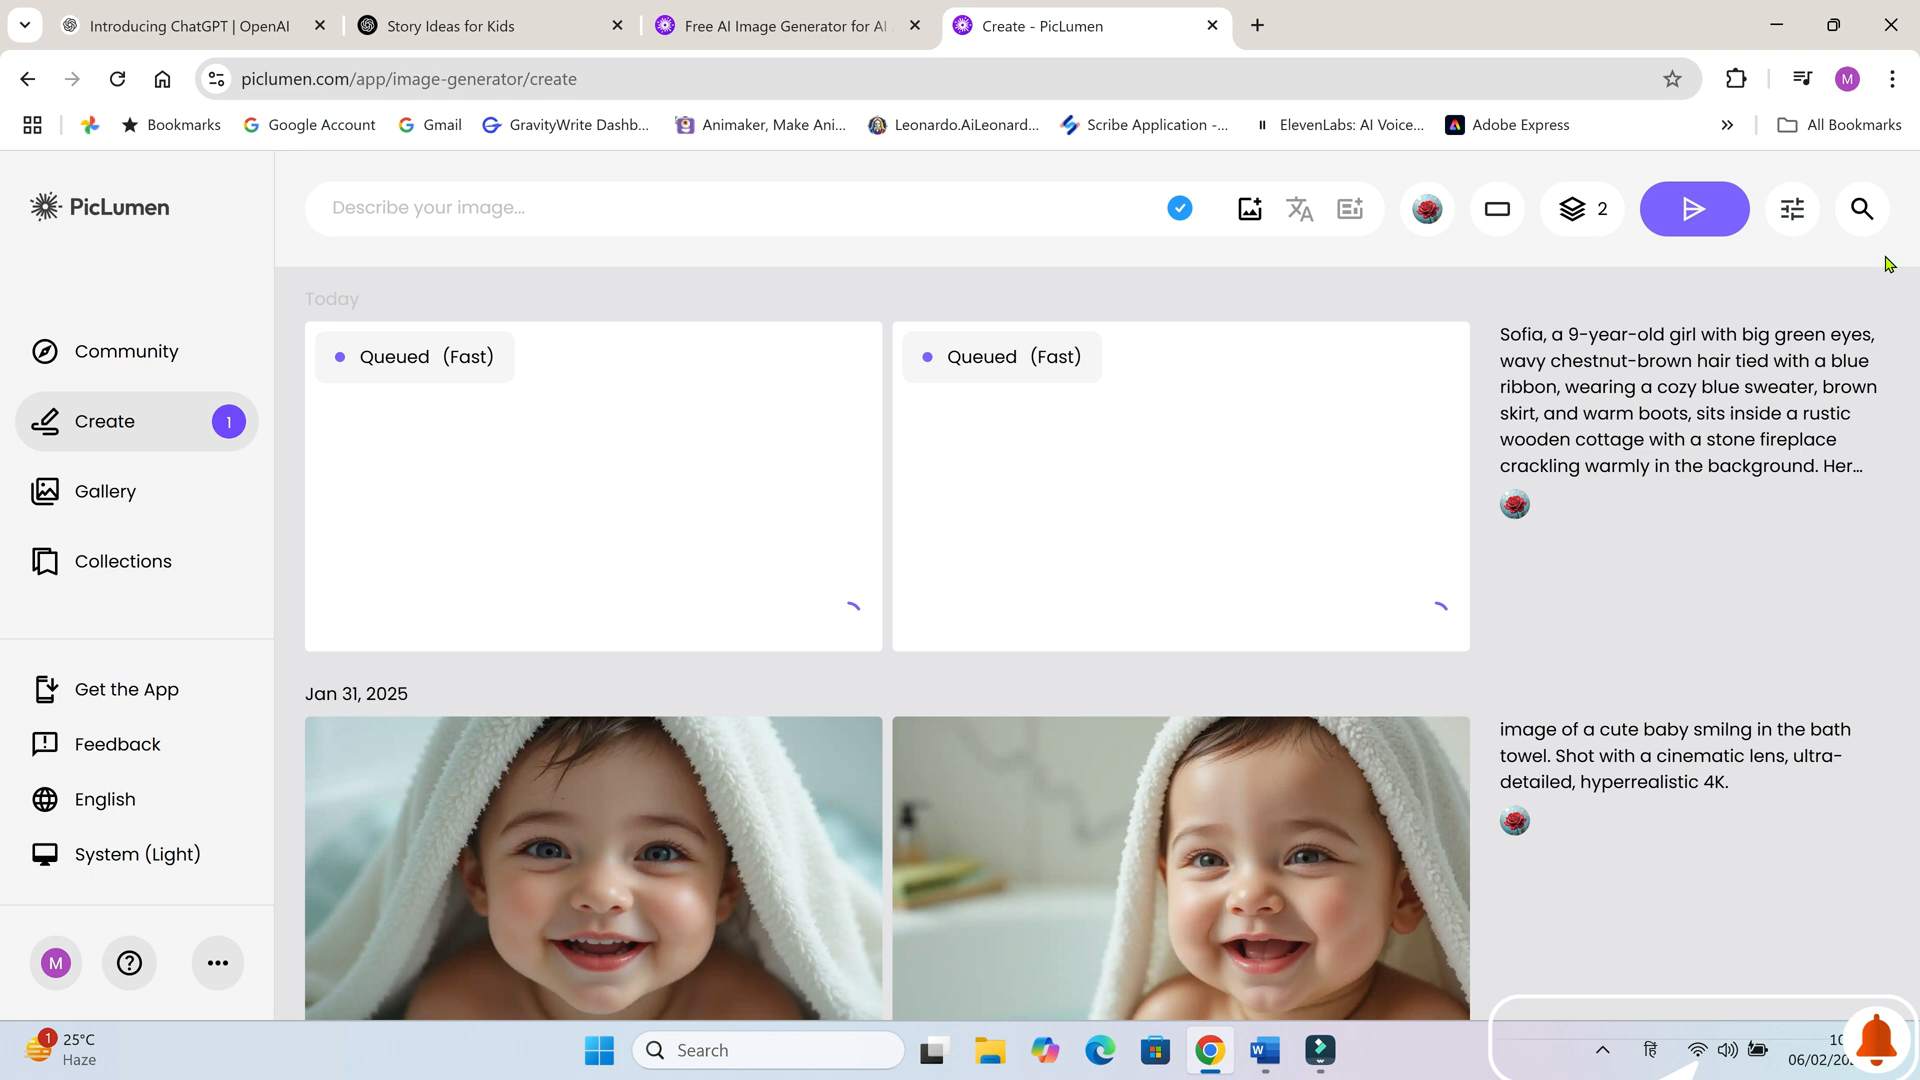 Introducing ChatGPT | OpenAI
Story Ideas for Kids
Free AI Image Generator for AI
Create - PicLumen
piclumen.com/app/image-generator/create
M
Bookmarks
Google Account
Gmail
GravityWrite Dashb...
Animaker, Make Ani...
Leonardo.AiLeonard...
Scribe Application -...
ElevenLabs: AI Voice...
Adobe Express
All Bookmarks
PicLumen
Describe your image...
2
Community
Create
1
Gallery
Collections
Get the App
Feedback
English
System (Light)
M
Today
Queued (Fast)
Queued (Fast)
Sofia, a 9-year-old girl with big green eyes,
wavy chestnut-brown hair tied with a blue
ribbon, wearing a cozy blue sweater, brown
skirt, and warm boots, sits inside a rustic
wooden cottage with a stone fireplace
crackling warmly in the background. Her...
Jan 31, 2025
image of a cute baby smilng in the bath
towel. Shot with a cinematic lens, ultra-
detailed, hyperrealistic 4K.
1
25°C
Haze
Search
हिं
06/02/20